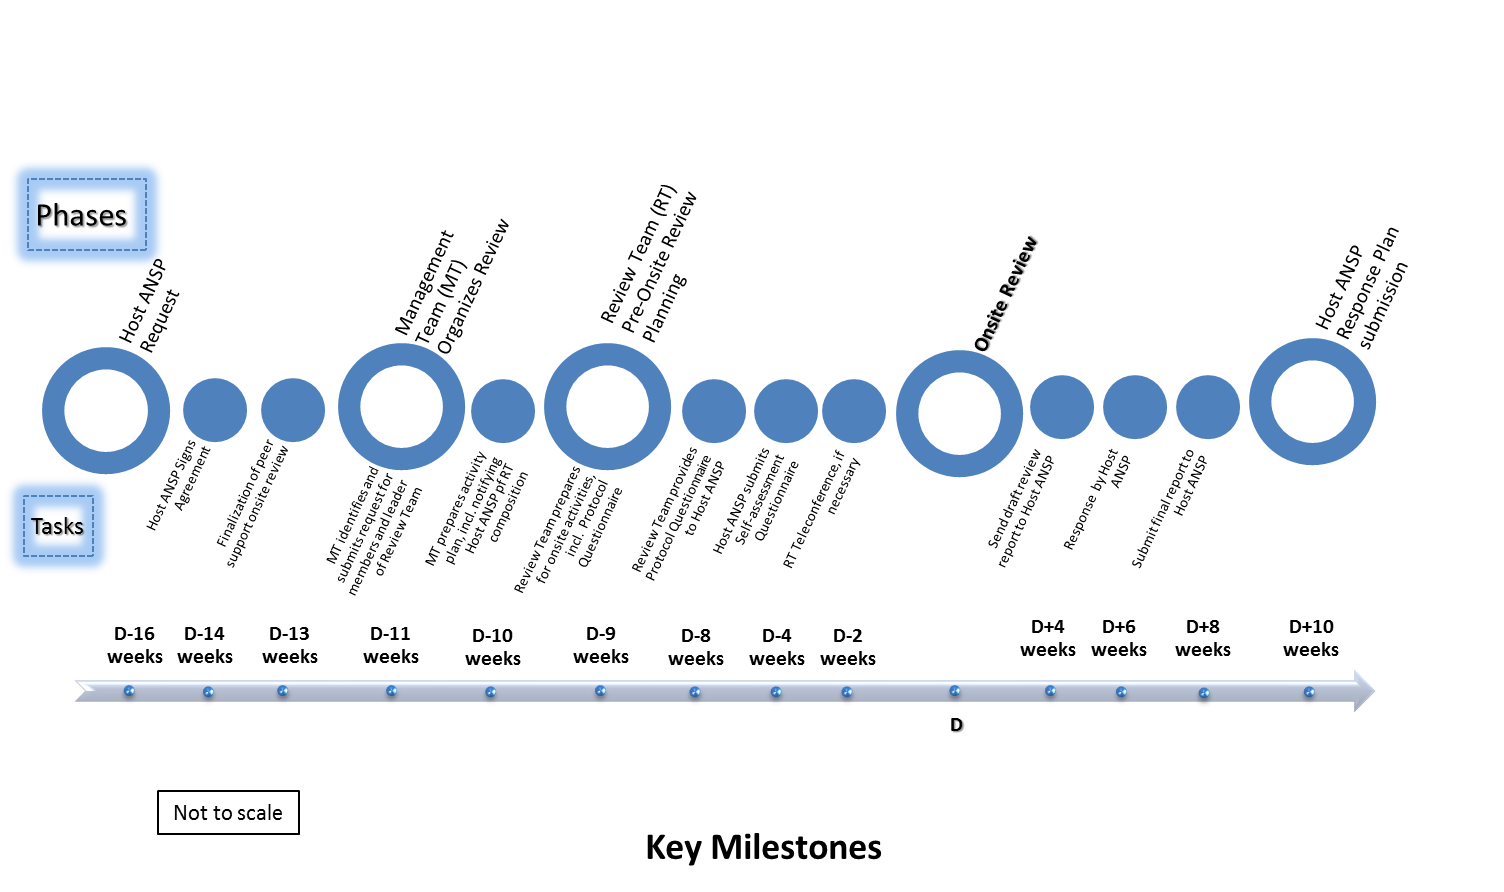 Phases
Host ANSP
Request
Management
Team (MT)
Organizes Review
Review Team (RT)
Pre-Onsite Review
Planning
Onsite Review
Host ANSP
Response Plan
submission
Tasks
Host ANSP Signs
Agreement
Finalization of peer
support onsite review
MT identifies and
submits request for
members and leader
of Review Team
MT prepares activity
plan, incl. notifying
Host ANSP pf RT
composition
Review Team prepares
for onsite activities,
incl. Protocol
Questionnaire
Review Team provides
Protocol Questionnaire
to Host ANSP
Host ANSP submits
Self-assessment
Questionnaire
RT Teleconference, if
necessary
Send draft review
report to Host ANSP
Response by Host
ANSP
Submit final report to
Host ANSP
D-16
weeks
D-14
weeks
D-13
weeks
D-11
weeks
D-10
weeks
D-9
weeks
D-8
weeks
D-4
weeks
D-2
weeks
D+4
weeks
D+6
weeks
D+8
weeks
D+10
weeks
D
Not to scale
Key Milestones